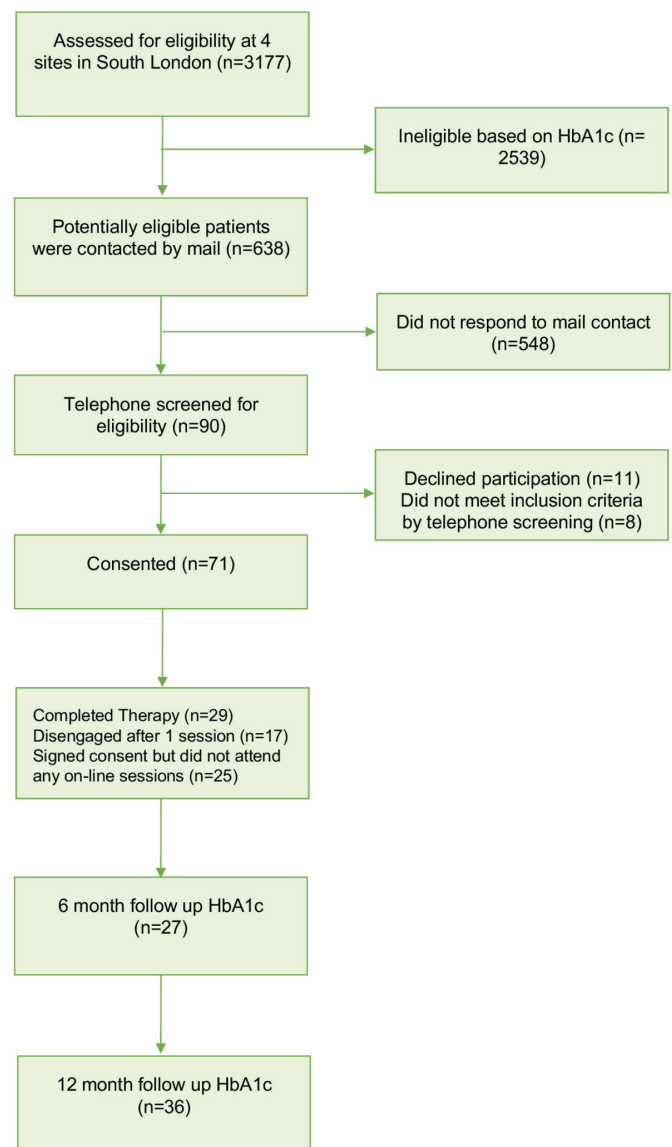 Assessed for eligibility at 4
sites in South London (n=3177)
Ineligible based on HbA1c (n=
2539)
Potentially eligible patients
were contacted by mail (n=638)
Did not respond to mail contact
(n=548)
Telephone screened for
eligibility (n=90)
Declined participation (n=11)
Did not meet inclusion criteria
by telephone screening (n=8)
Consented (n=71)
Completed Therapy (n=29)
Disengaged after 1 session (n=17)
Signed consent but did not attend
any on-line sessions (n=25)
6 month follow up HbA1c
(n=27)
12 month follow up HbA1c
(n=36)